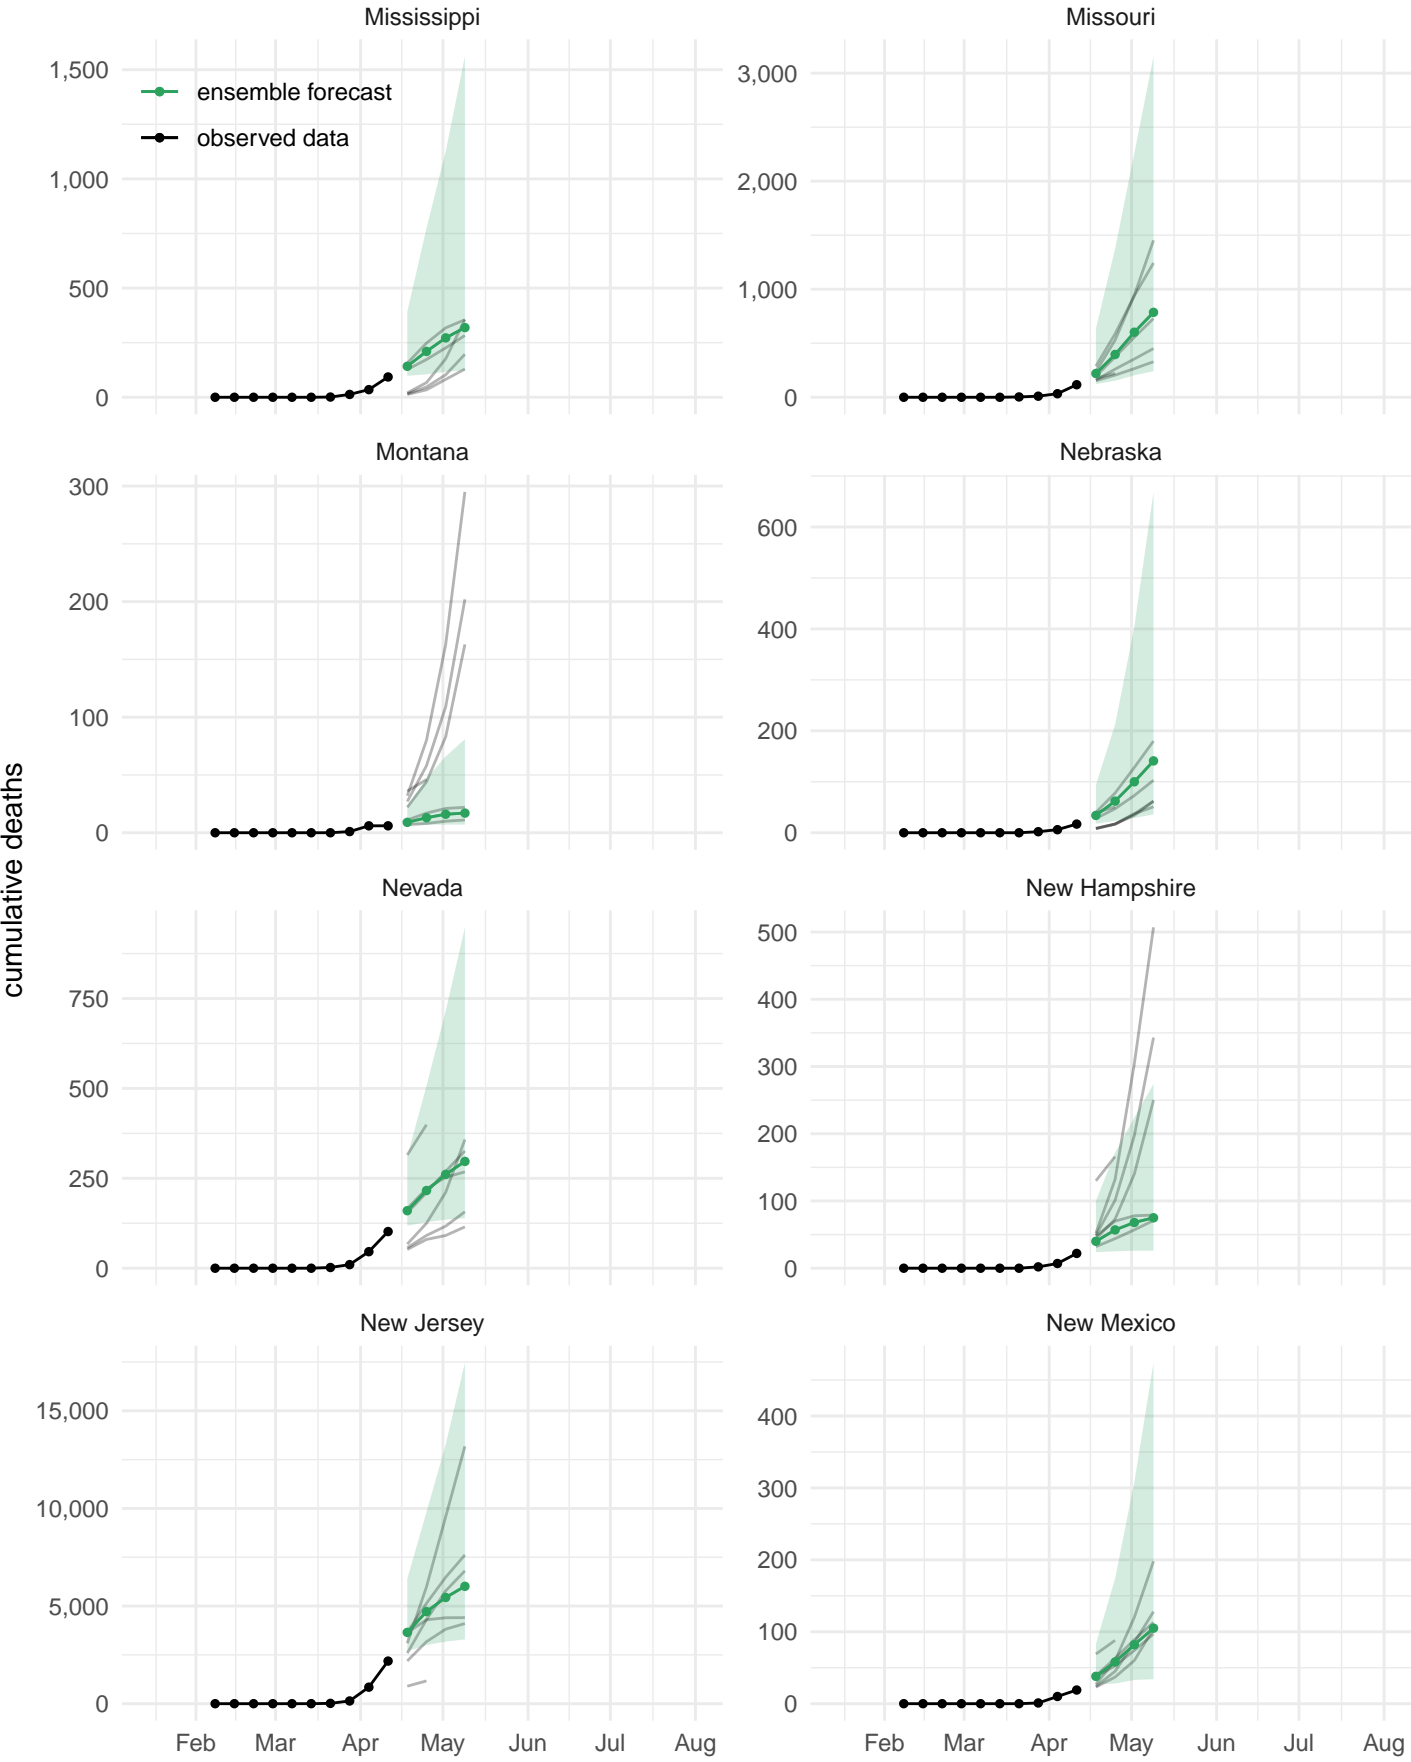 Mississippi
Missouri
1,500
1,000
500
0
ensemble forecast
observed data
3,000
2,000
1,000
0
Montana
Nebraska
300
200
100
0
600
400
200
0
cumulative deaths
Nevada
New Hampshire
750
500
250
0
500
400
300
200
100
0
New Jersey
New Mexico
15,000
10,000
5,000
0
400
300
200
100
0
Feb Mar Apr May Jun Jul Aug
Feb Mar Apr May Jun Jul Aug